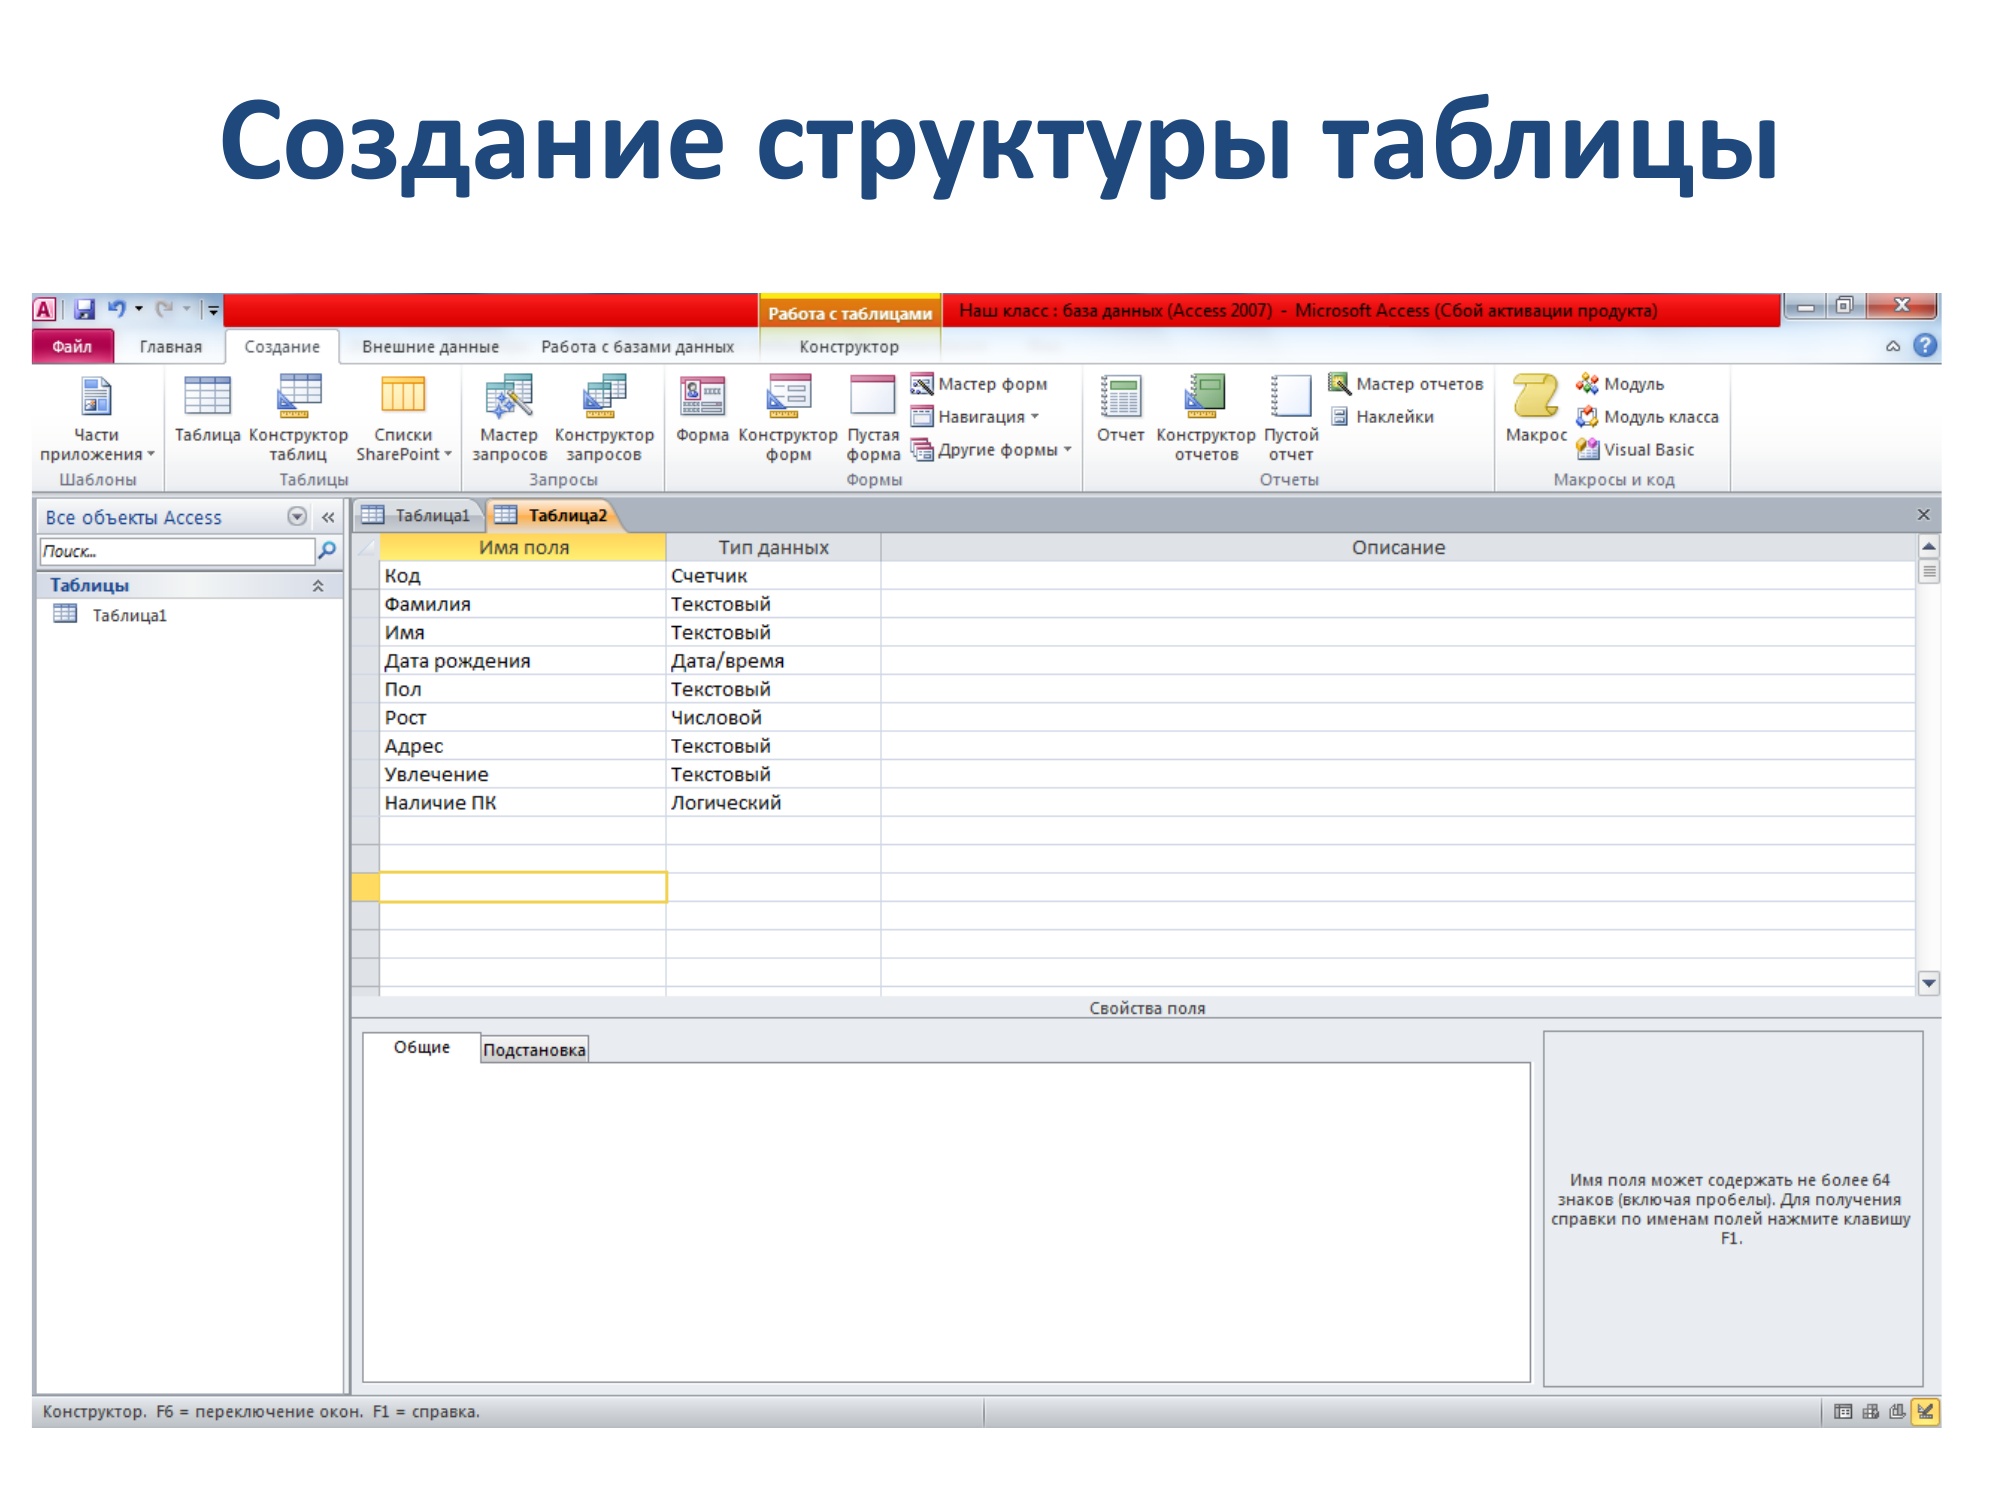 Создание структуры таблицы
Работа с таблицами
Наш класс : база данных (Access 2007) - Microsoft Access (Сбой активации продукта)
Файл Главная Создание Внешние данные Работа с базами данных Конструктор
Части приложения
Таблица
Конструктор таблиц
Списки SharePoint
Мастер запросов
Конструктор запросов
Форма
Конструктор форм
Пустая форма
Мастер форм
Навигация
Другие формы
Отчет
Конструктор отчетов
Пустой отчет
Мастер отчетов
Наклейки
Макрос
Модуль
Модуль класса
Visual Basic
Шаблоны Таблицы Запросы Формы Отчеты Макросы и код
Все объекты Access
Поиск...
Таблицы
Таблица1
Таблица1 Таблица2
Имя поля Тип данных Описание
Код Счетчик
Фамилия Текстовый
Имя Текстовый
Дата рождения Дата/время
Пол Текстовый
Рост Числовой
Адрес Текстовый
Увлечение Текстовый
Наличие ПК Логический
Свойства поля
Общие Подстановка
Имя поля может содержать не более 64
знаков (включая пробелы). Для получения
справки по именам полей нажмите клавишу
F1.
Конструктор. F6 = переключение окон. F1 = справка.